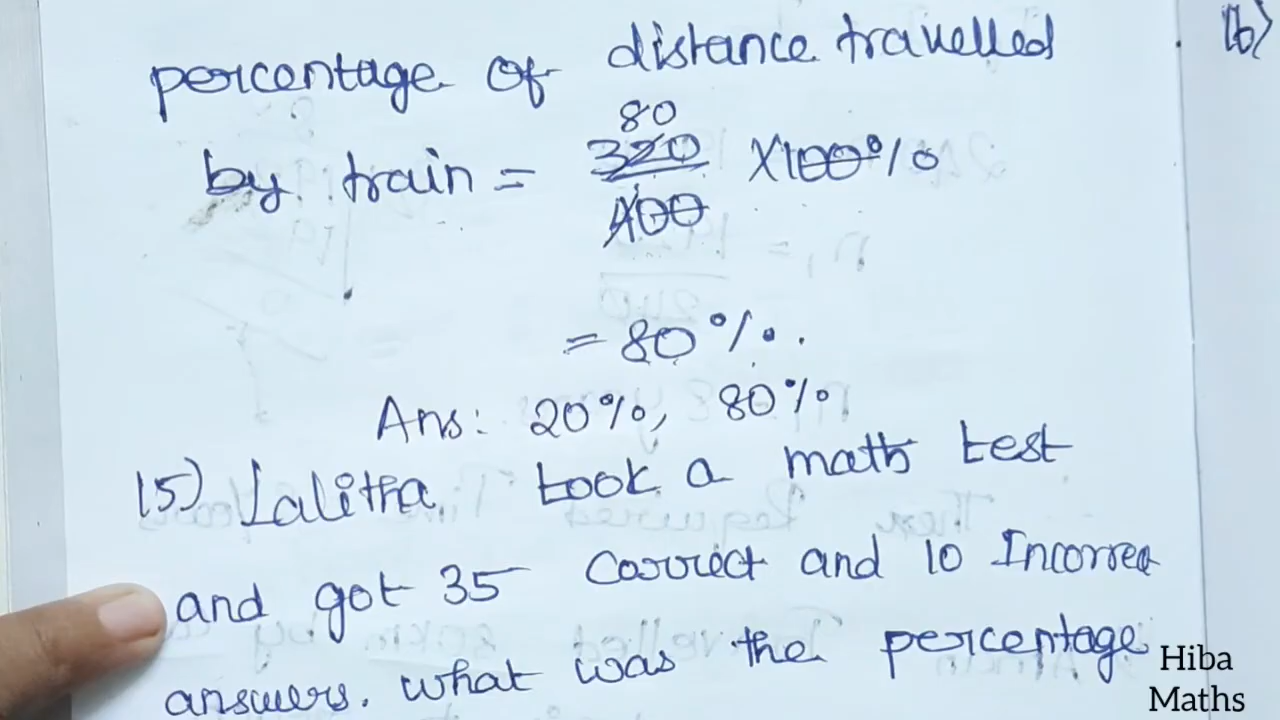 percentage of distance travelled
by train = 80
320/400 X100%
= 80%.
Ans: 20%, 80%
15) Lalitha took a math test
and got 35 correct and 10 Incorrect
answers. what was the percentage
(b)
Hiba
Maths